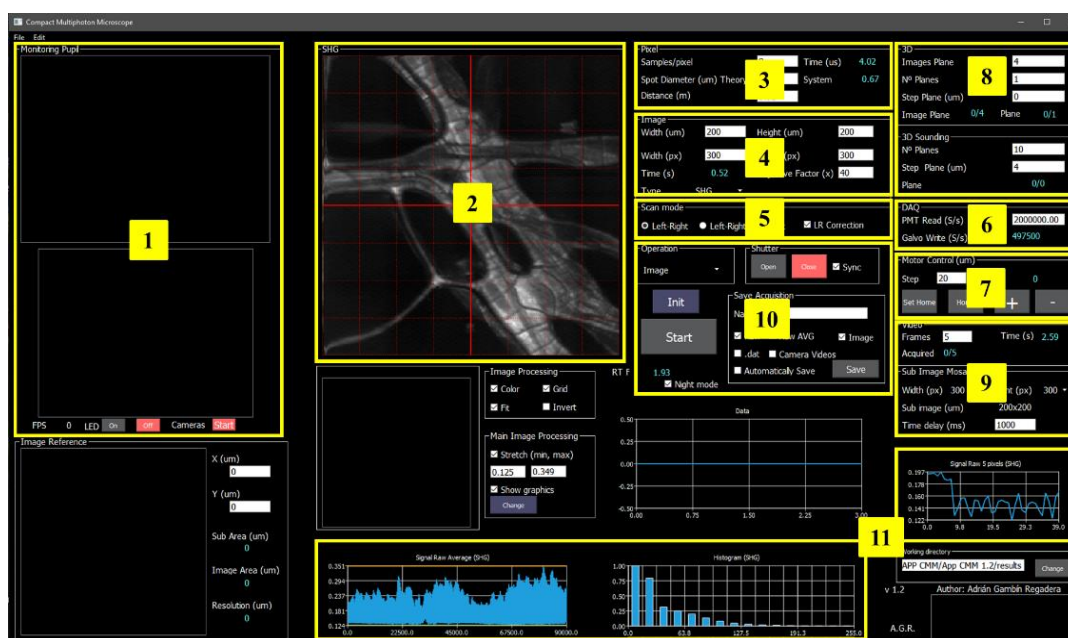 Compact Multiphoton Microscope
File Edit
Monitoring Pupil
1
FPS 0 LED On Off Cameras Start
Image Reference
X (um)
0
Y (um)
0
Sub Area (um)
0
Image Area (um)
0
Resolution (um)
0
SHG
2
Image Processing
Color Grid
Fit Invert
Main Image Processing
Stretch (min, max)
0.125 0.349
Show graphics
Change
Signal Raw Average (SHG)
0.351
0.294
0.237
0.181
0.124
0.0 22500.0 45000.0 67500.0 90000.0
Histogram (SHG)
1.00
0.75
0.50
0.25
0.00
0.0 63.8 127.5 191.3 255.0
Pixel
Samples/pixel Time (us) 4.02
Spot Diameter (um) Theory System 0.67
Distance (m)
3
Image
Width (um) 200 Height (um) 200
Width (px) 300 (px) 300
Time (s) 0.52 Factor (x) 40
Type SHG
4
Scan mode
Left-Right Left-Right LR Correction
5
Operation
Image
Shutter
Open Close Sync
Init
Start
1.93
Night mode
Save Acquisition
10
AVG Image
.dat Camera Videos
Automatically Save Save
RT F
Data
0.50
0.25
0.00
-0.25
-0.50
0.00 0.75 1.50 2.25 3.00
3D
Images Plane 4
Nº Planes 1
Step Plane (um) 0
Image Plane 0/4 Plane 0/1
8
3D Sounding
Nº Planes 10
Step Plane (um) 4
Plane 0/0
DAQ
PMT Read (S/s) 2000000.00
Galvo Write (S/s) 497500
6
Motor Control (um)
Step 20 0
Set Home + -
7
Video
Frames 5 Time (s) 2.59
Acquired 0/5
Sub Image Mosa
Width (px) 300 (px) 300
Sub image (um) 200x200
Time delay (ms) 1000
9
Signal Raw 5 pixels (SHG)
0.197
0.178
0.160
0.141
0.122
0.0 9.8 19.5 29.3 39.0
11
Working directory
APP CMM/App CMM 1.2/results Change
v 1.2 Author: Adrián Gambín Regadera
A.G.R.